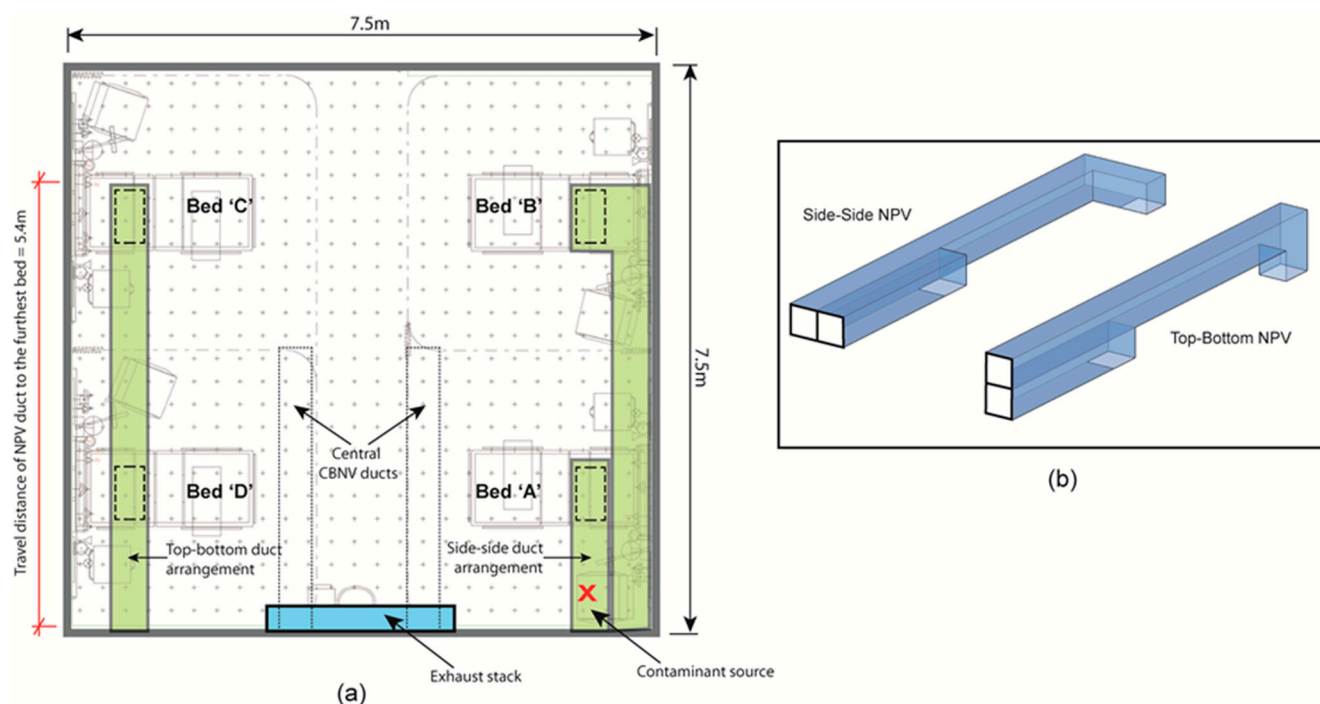 7.5m
Travel distance of NPV duct to the furthest bed = 5.4m
Bed ‘C’
Bed ‘B’
7.5m
Central
CBNV ducts
Bed ‘D’
Bed ‘A’
Top-bottom duct
arrangement
Side-side duct
arrangement
X
Exhaust stack
Contaminant source
(a)
Side-Side NPV
Top-Bottom NPV
(b)